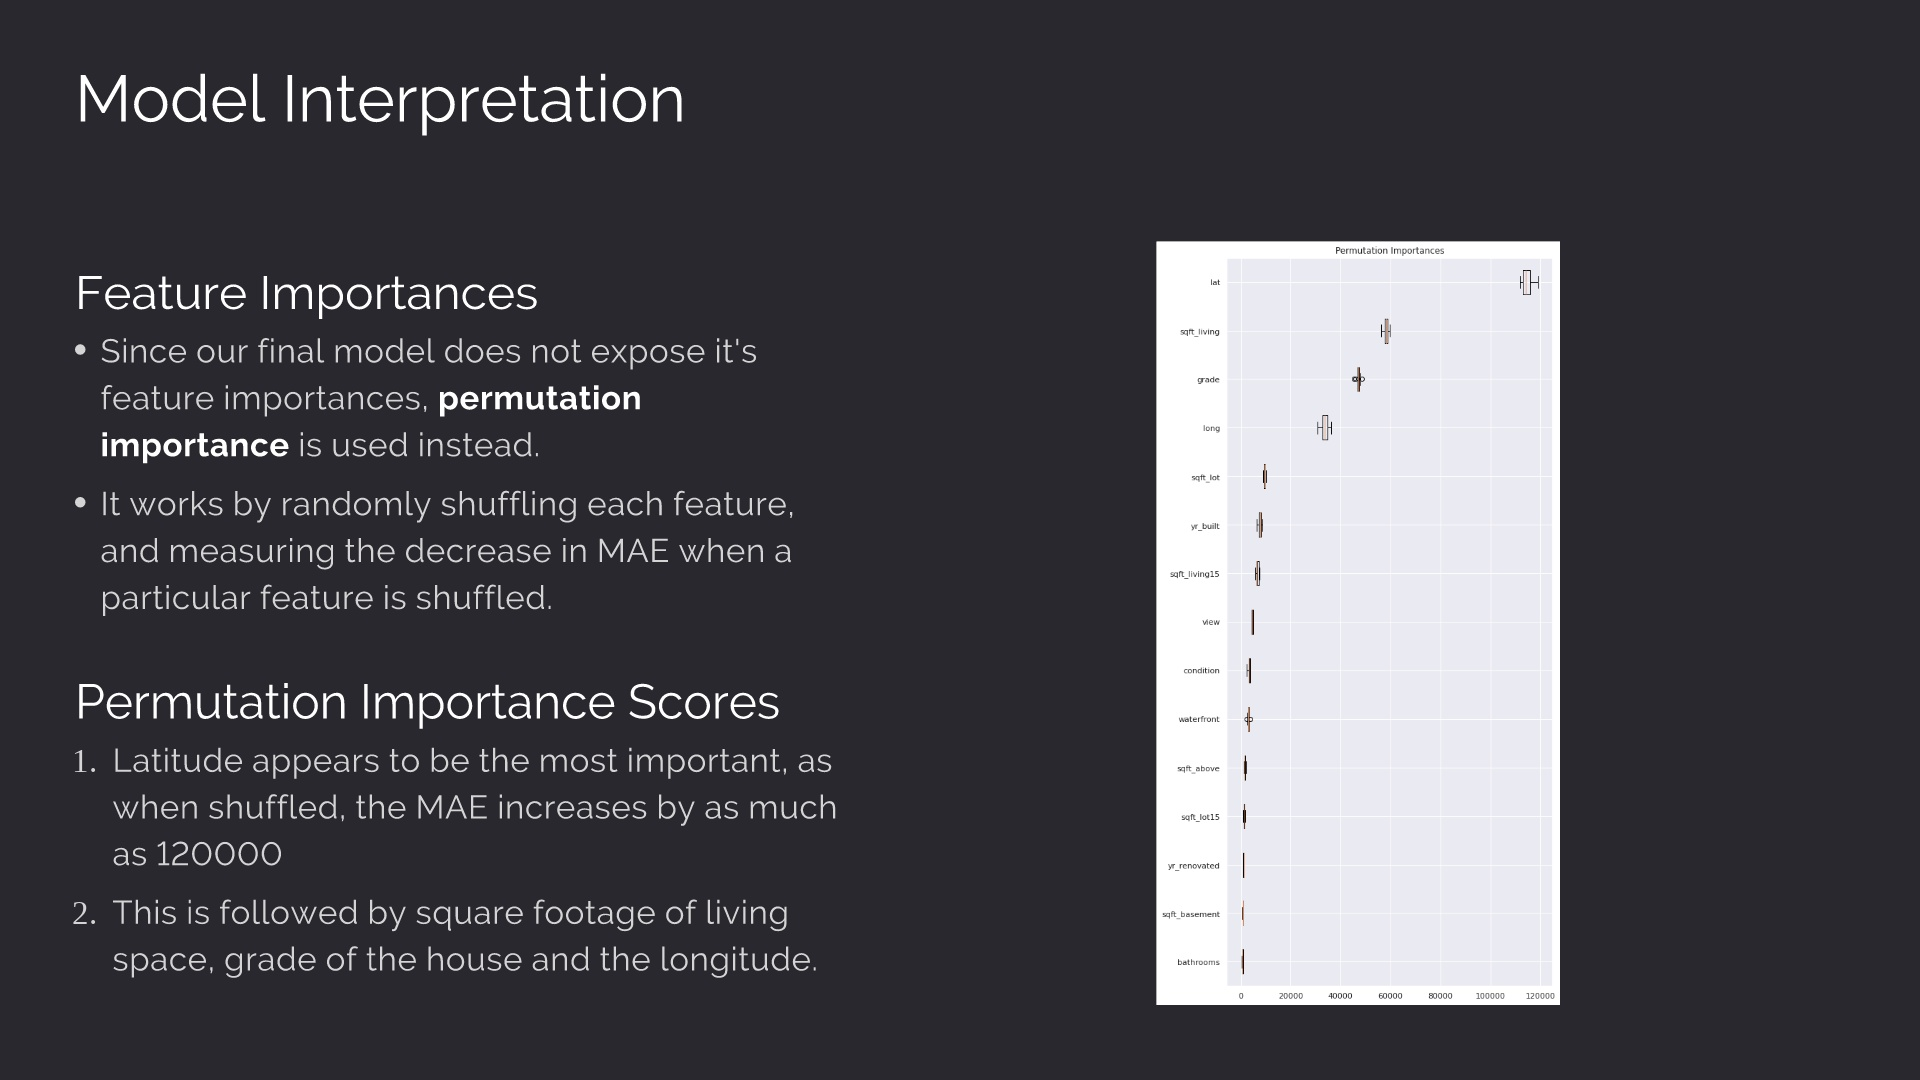 Model Interpretation
Feature Importances
• Since our final model does not expose it's
feature importances, permutation
importance is used instead.
• It works by randomly shuffling each feature,
and measuring the decrease in MAE when a
particular feature is shuffled.
Permutation Importance Scores
1. Latitude appears to be the most important, as
when shuffled, the MAE increases by as much
as 120000
2. This is followed by square footage of living
space, grade of the house and the longitude.
Permutation Importances
lat
sqft_living
grade
long
sqft_lot
yr_built
sqft_living15
view
condition
waterfront
sqft_above
sqft_lot15
yr_renovated
sqft_basement
bathrooms
0 20000 40000 60000 80000 100000 120000